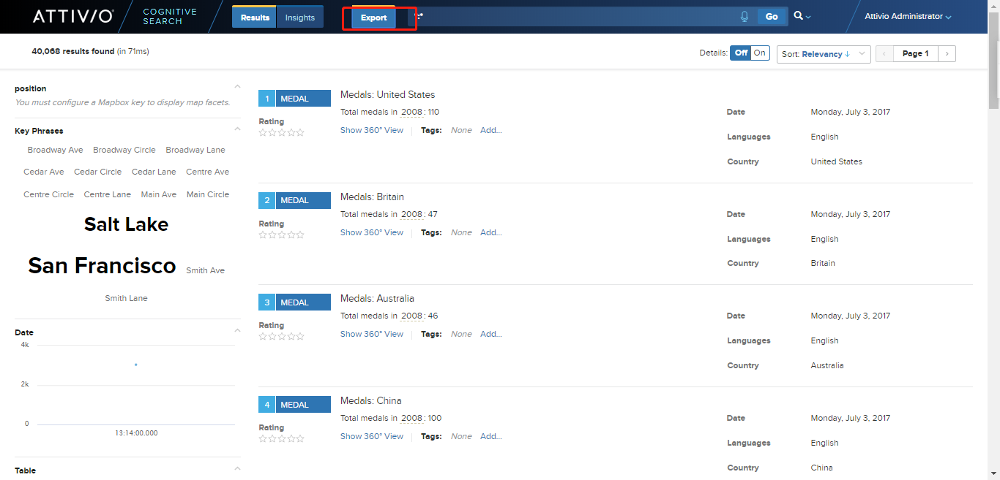 ATTIVIO® COGNITIVE SEARCH Results Insights Export :* Go Attivio Administrator
40,068 results found (in 71ms)
Details: Off On Sort: Relevancy ↓ ‹ Page 1 ›
position
You must configure a Mapbox key to display map facets.
Key Phrases
Broadway Ave Broadway Circle Broadway Lane
Cedar Ave Cedar Circle Cedar Lane Centre Ave
Centre Circle Centre Lane Main Ave Main Circle
Salt Lake
San Francisco Smith Ave
Smith Lane
Date
4k
2k
0
13:14:00.000
Table
1 MEDAL
Rating
Medals: United States
Total medals in 2008: 110
Show 360° View Tags: None Add...
Date Monday, July 3, 2017
Languages English
Country United States
2 MEDAL
Rating
Medals: Britain
Total medals in 2008: 47
Show 360° View Tags: None Add...
Date Monday, July 3, 2017
Languages English
Country Britain
3 MEDAL
Rating
Medals: Australia
Total medals in 2008: 46
Show 360° View Tags: None Add...
Date Monday, July 3, 2017
Languages English
Country Australia
4 MEDAL
Rating
Medals: China
Total medals in 2008: 100
Show 360° View Tags: None Add...
Date Monday, July 3, 2017
Languages English
Country China